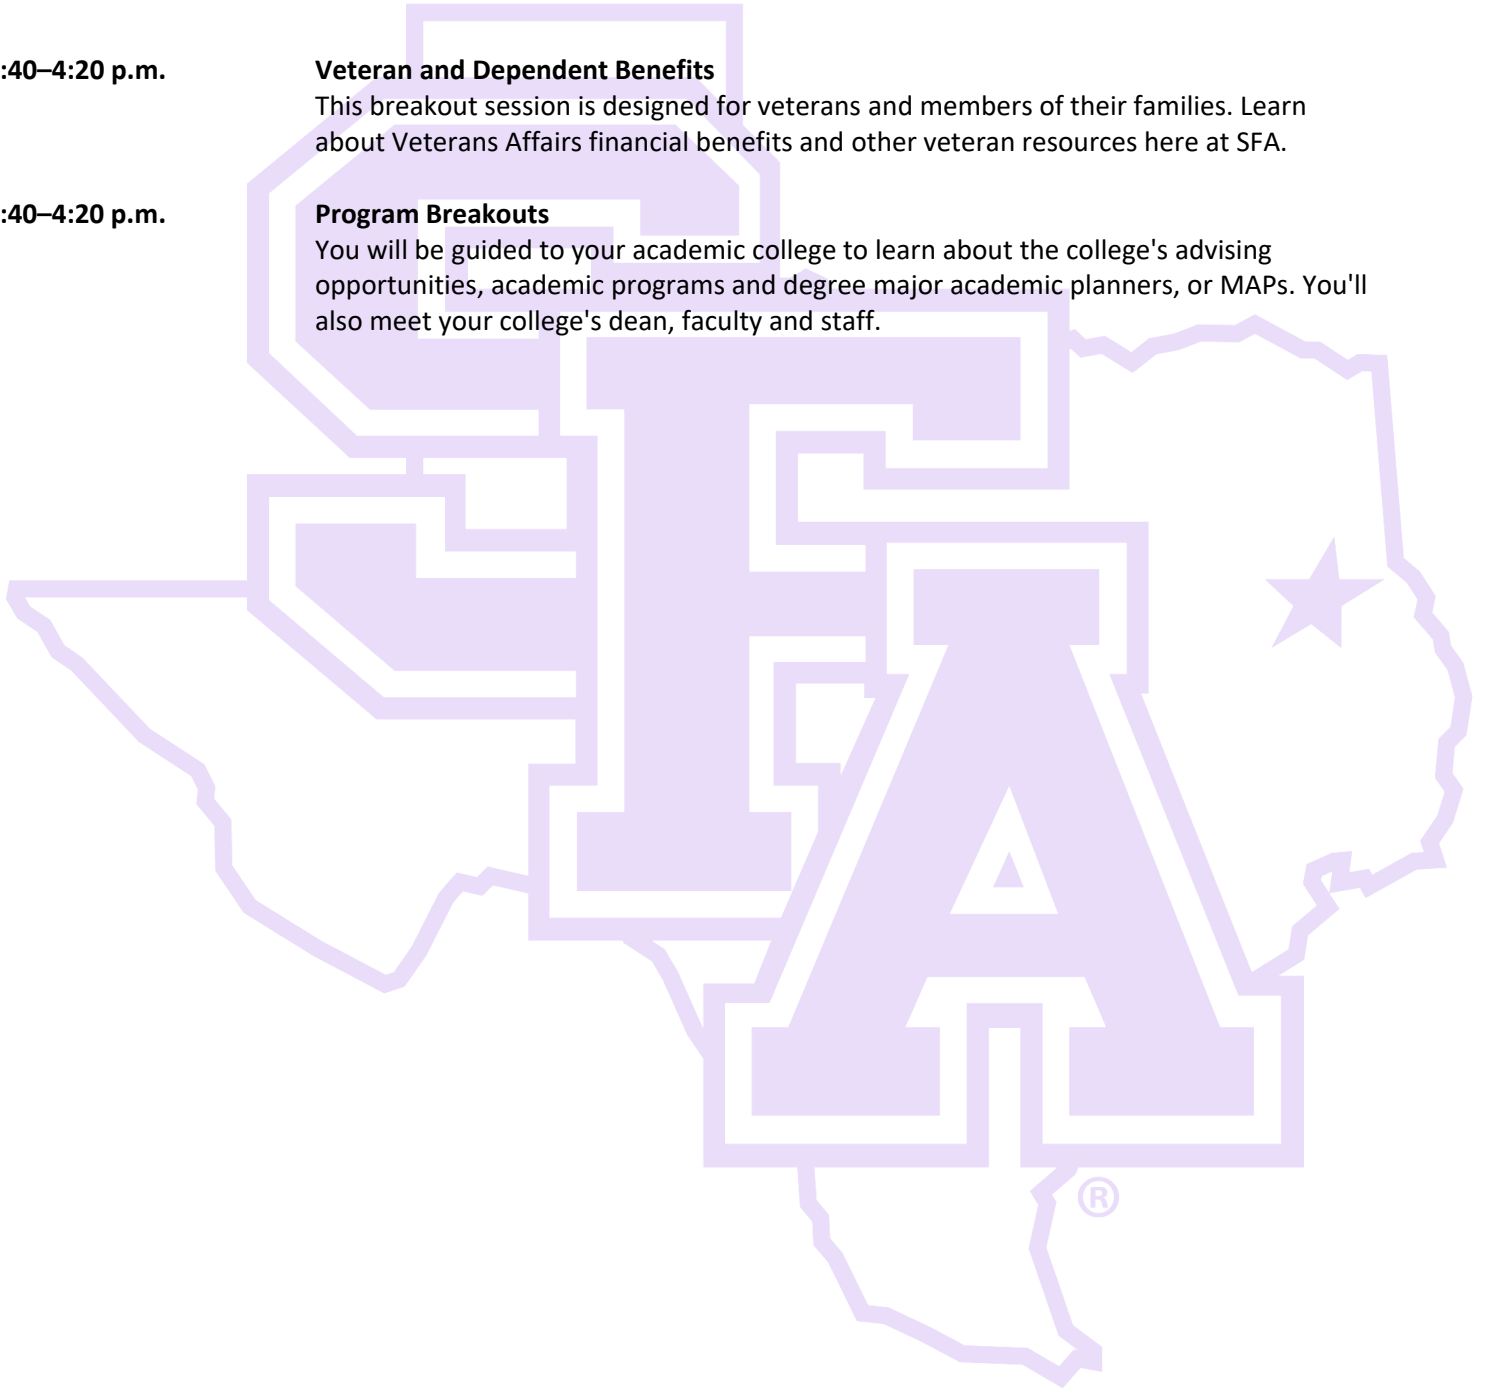 :40–4:20 p.m. Veteran and Dependent Benefits
This breakout session is designed for veterans and members of their families. Learn
about Veterans Affairs financial benefits and other veteran resources here at SFA.
:40–4:20 p.m. Program Breakouts
You will be guided to your academic college to learn about the college's advising
opportunities, academic programs and degree major academic planners, or MAPs. You'll
also meet your college's dean, faculty and staff.
SFA
®